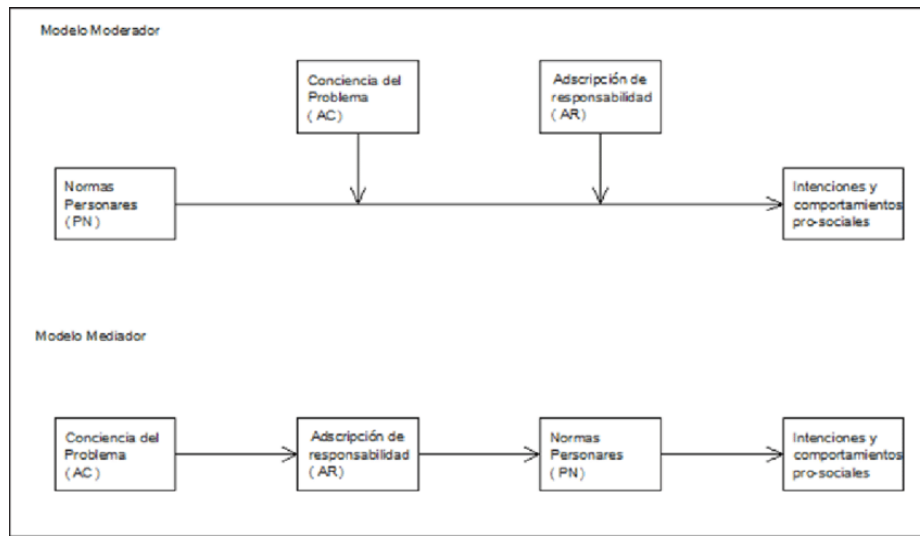 Modelo Moderador
Conciencia del
Problema
( AC)
Adscripción de
responsabilidad
( AR)
Normas
Personares
( PN)
Intenciones y
comportamientos
pro-sociales
Modelo Mediador
Conciencia del
Problema
( AC)
Adscripción de
responsabilidad
( AR)
Normas
Personares
( PN)
Intenciones y
comportamientos
pro-sociales